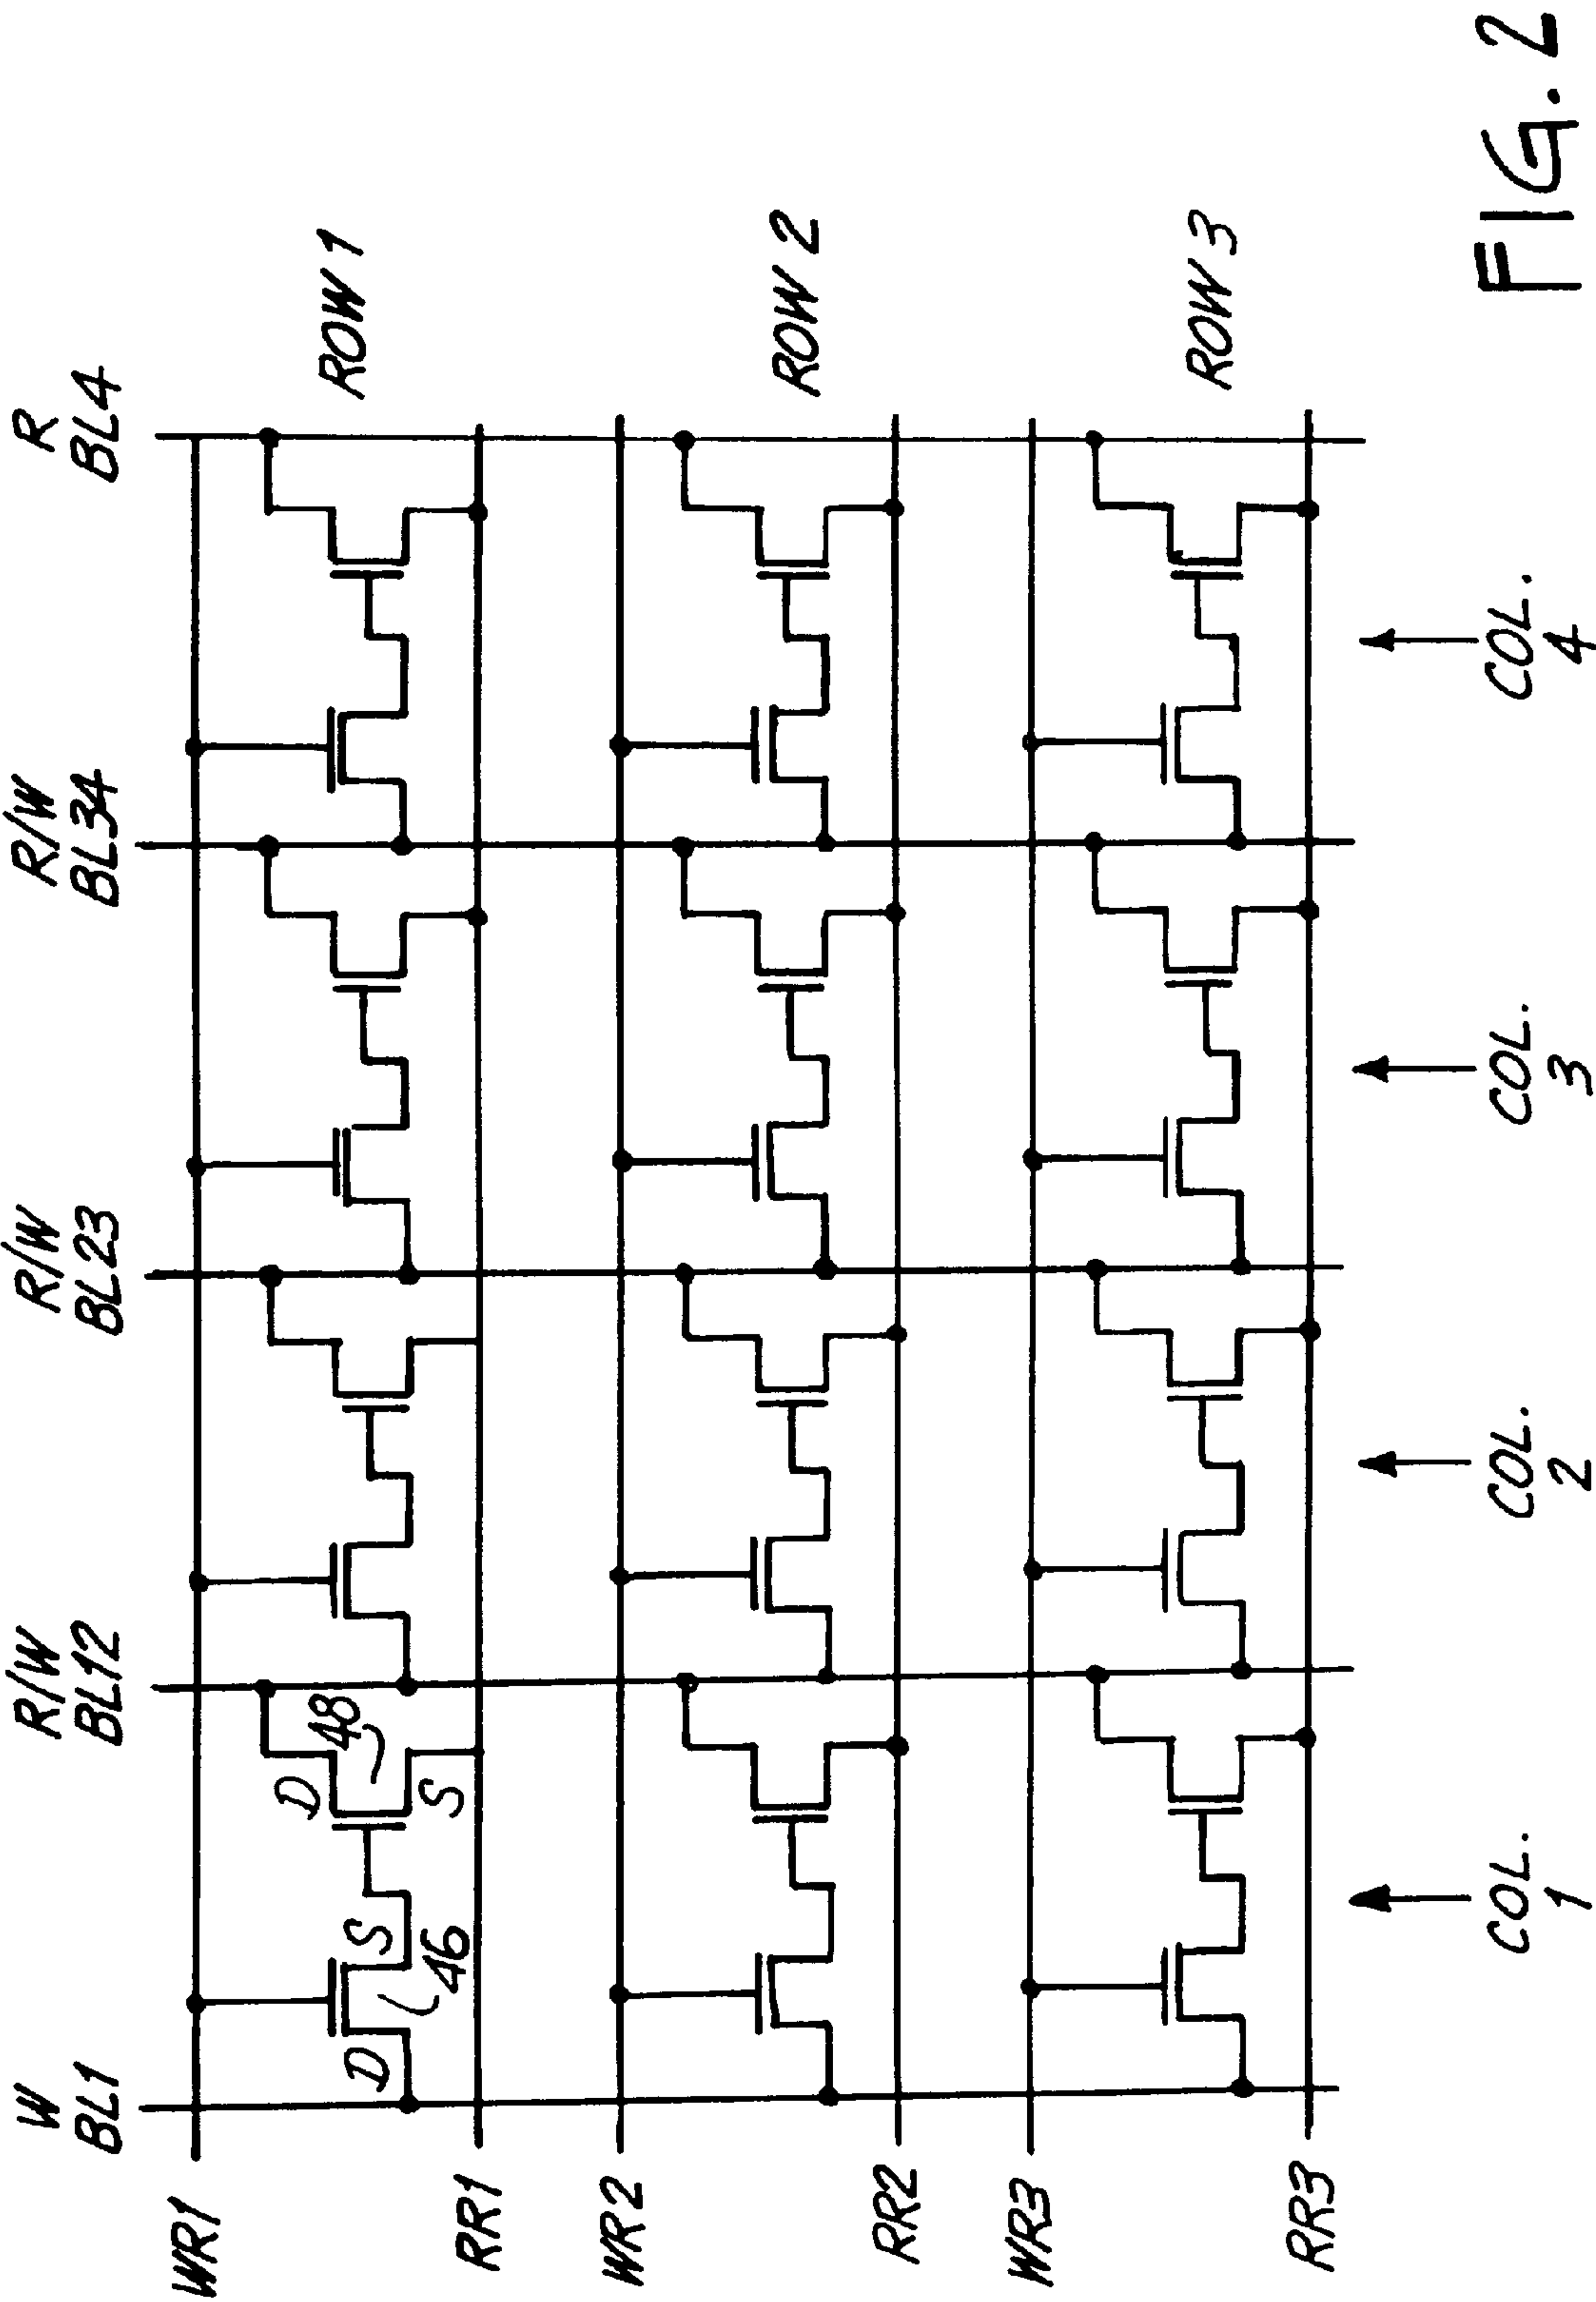 W
BL1
R/W
BL12
R/W
BL23
R/W
BL34
R
BL4
WR1
D
S
46
D
48
S
ROW 1
RR1
WR2
ROW 2
RR2
WR3
ROW 3
RR3
COL.
1
COL.
2
COL.
3
COL.
4
FIG. 2